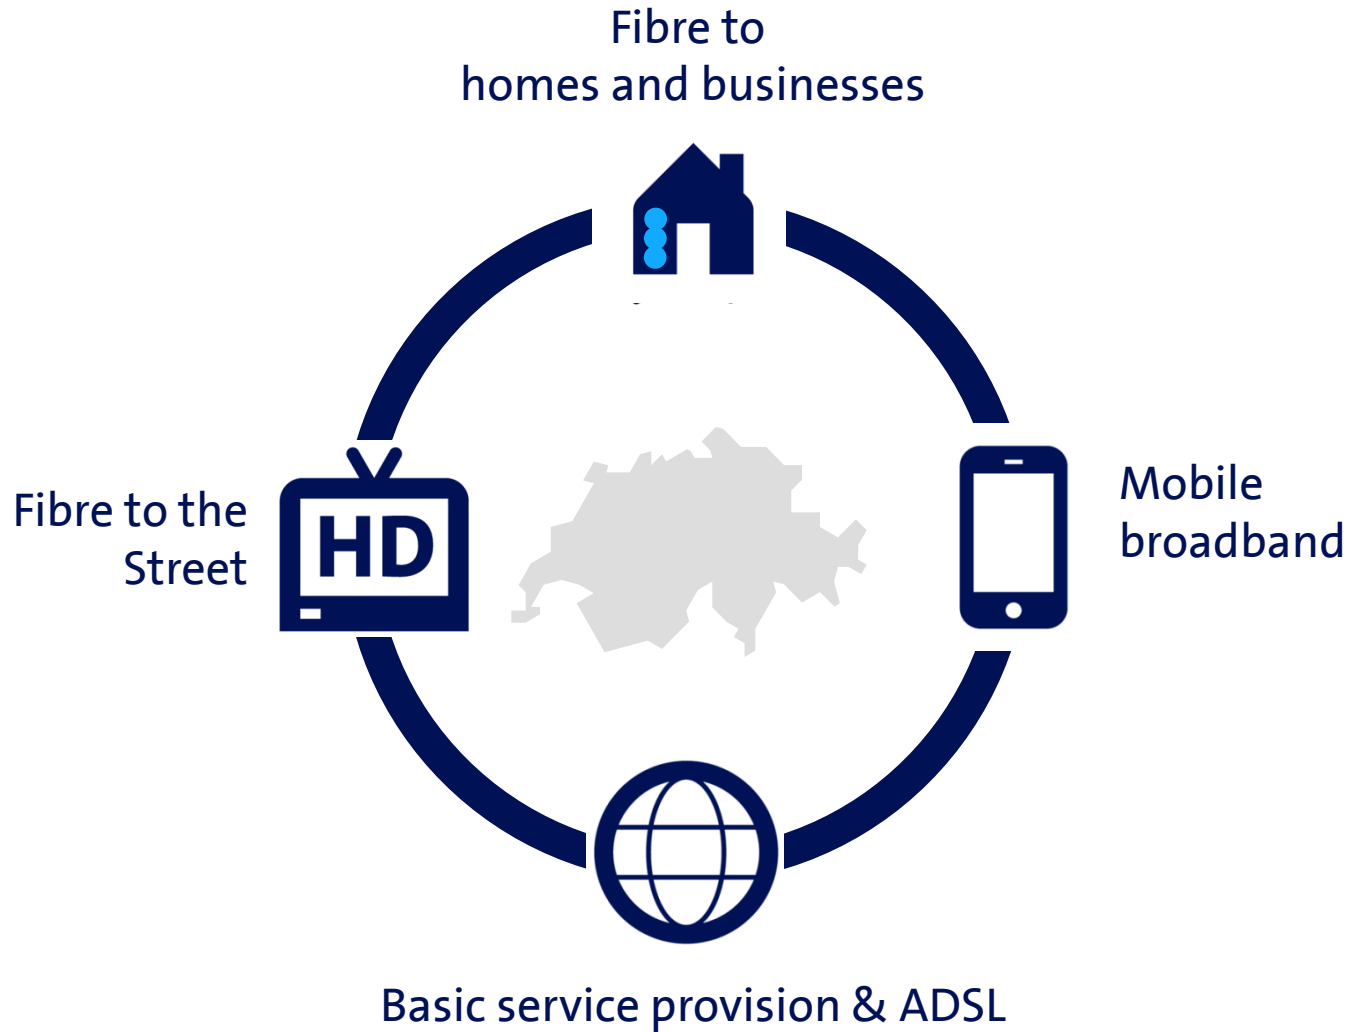 Fibre to
homes and businesses
Fibre to the
Street
HD
Mobile
broadband
Basic service provision & ADSL